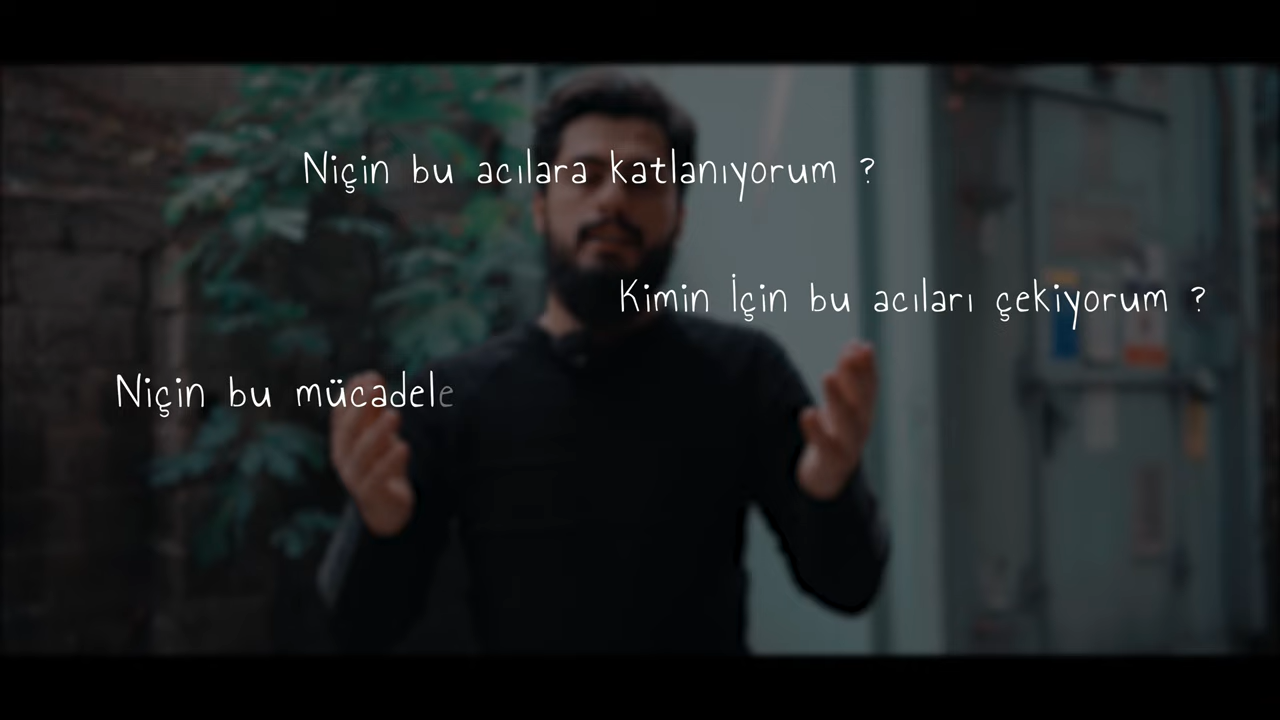 Niçin bu acılara katlanıyorum ?
Kimin İçin bu acıları çekiyorum ?
Niçin bu mücadele